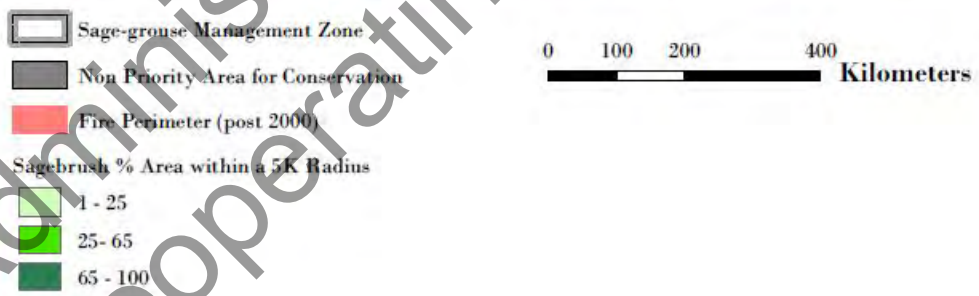 Sage-grouse Management Zone
Non Priority Area for Conservation
Fire Perimeter (post 2000)
Sagebrush % Area within a 5K Radius
1 - 25
25- 65
65 - 100
0 100 200 400
Kilometers